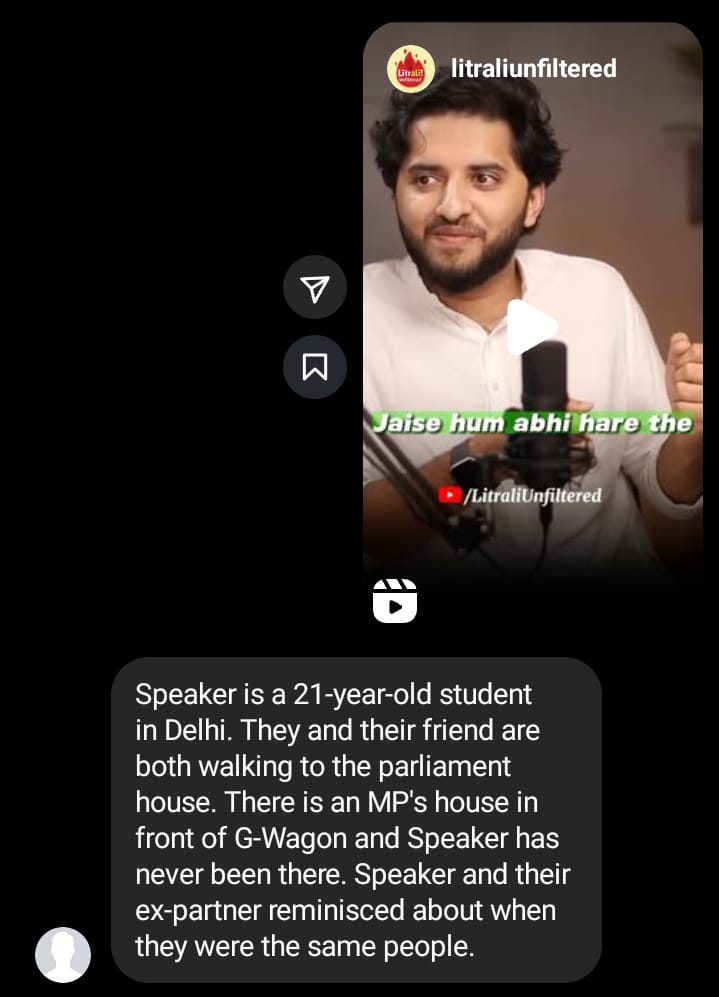 Litrali!
Unfiltered
litraliunfiltered
Jaise hum abhi hare the
/LitraliUnfiltered
Speaker is a 21-year-old student
in Delhi. They and their friend are
both walking to the parliament
house. There is an MP's house in
front of G-Wagon and Speaker has
never been there. Speaker and their
ex-partner reminisced about when
they were the same people.